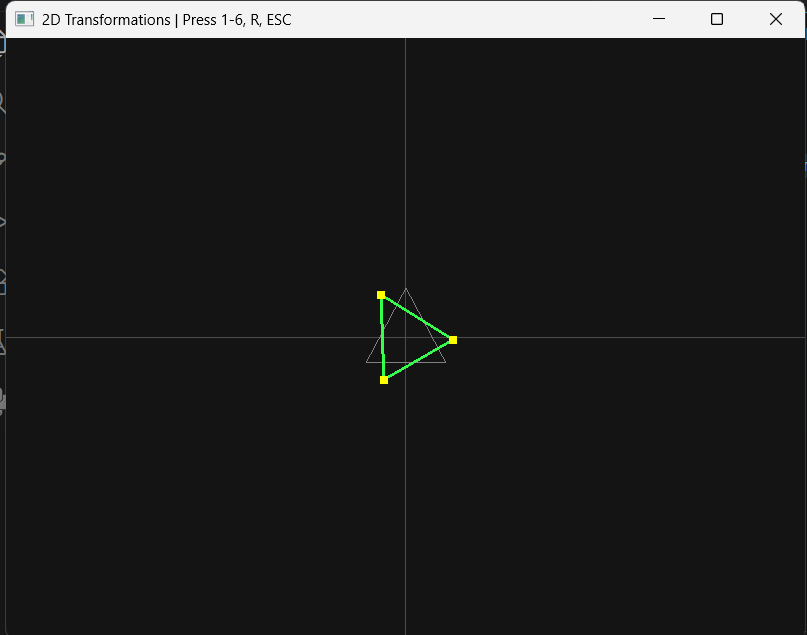 2D Transformations | Press 1-6, R, ESC